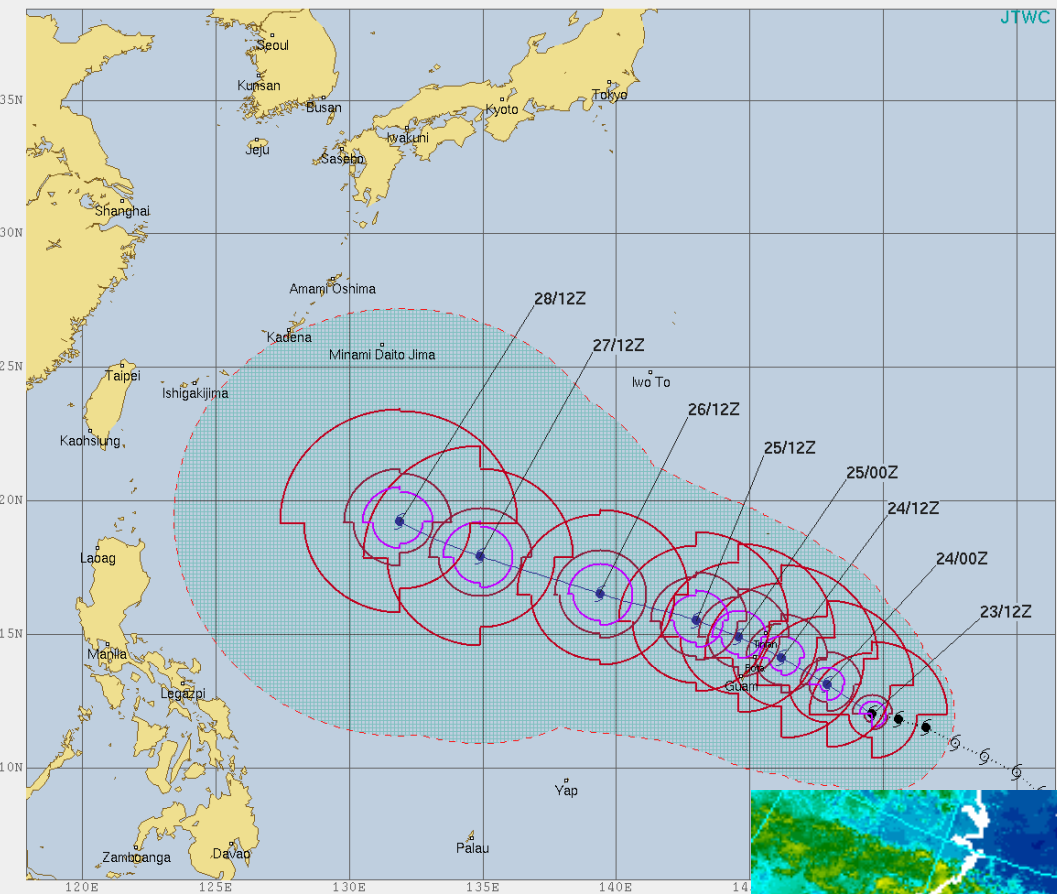 JTWC
Seoul
Kunsan
Busan
Tokyo
Kyoto
35N
Iwakuni
Jeju
Sasebo
Shanghai
30N
Amami Oshima
28/12Z
Kadena
27/12Z
Minami Daito Jima
25N
Taipei
Iwo To
Ishigakijima
26/12Z
Kaohsiung
25/12Z
25/00Z
20N
24/12Z
Laoag
24/00Z
23/12Z
15N
Tinian
Manila
Rota
Guam
Legazpi
10N
Yap
Palau
Zamboanga
Davao
120E
125E
130E
135E
140E